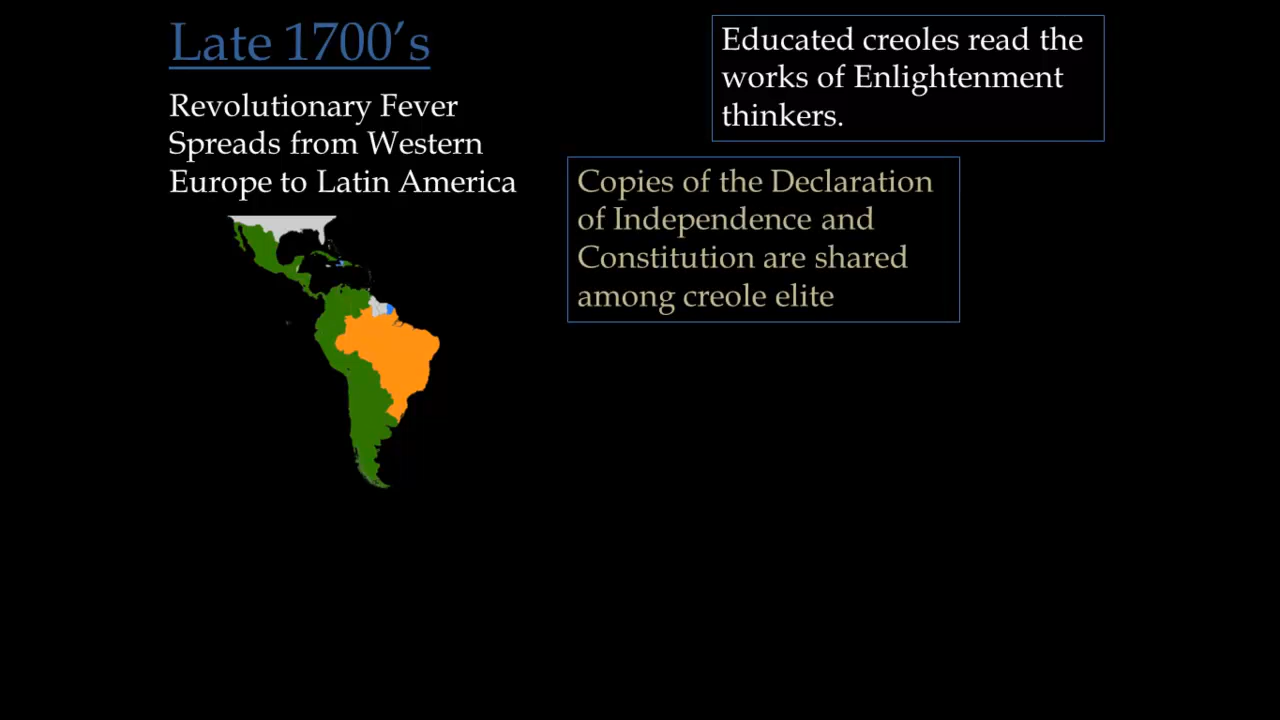 Late 1700’s
Revolutionary Fever
Spreads from Western
Europe to Latin America
Educated creoles read the
works of Enlightenment
thinkers.
Copies of the Declaration
of Independence and
Constitution are shared
among creole elite